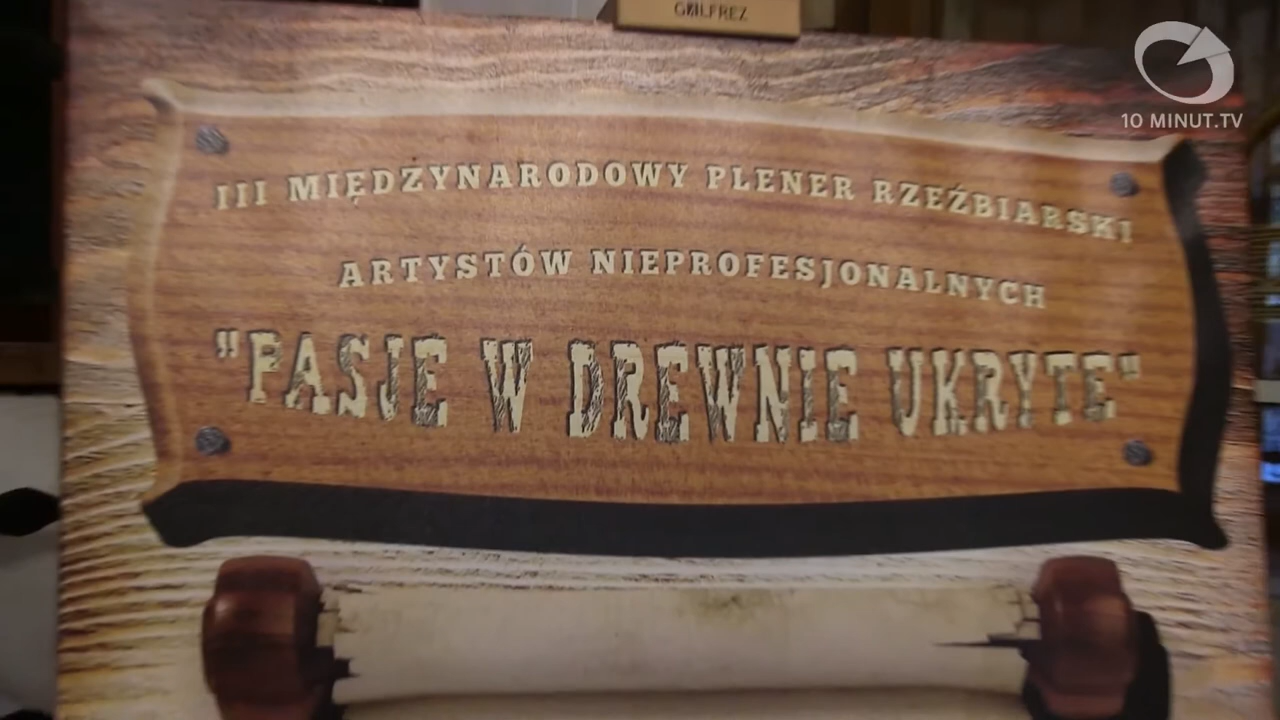 10 MINUT.TV
III MIĘDZYNARODOWY PLENER RZEŹBIARSKI
ARTYSTÓW NIEPROFESJONALNYCH
"PASJE W DREWNIE UKRYTE"